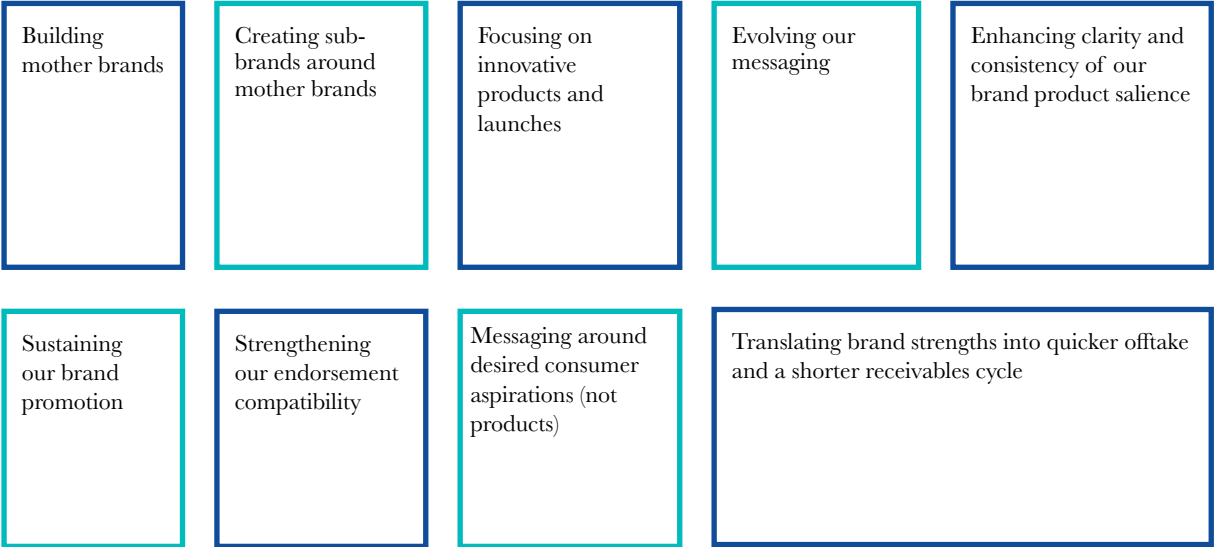 Building
mother brands
Creating sub-
brands around
mother brands
Focusing on
innovative
products and
launches
Evolving our
messaging
Enhancing clarity and
consistency of our
brand product salience
Sustaining
our brand
promotion
Strengthening
our endorsement
compatibility
Messaging around
desired consumer
aspirations (not
products)
Translating brand strengths into quicker offtake
and a shorter receivables cycle